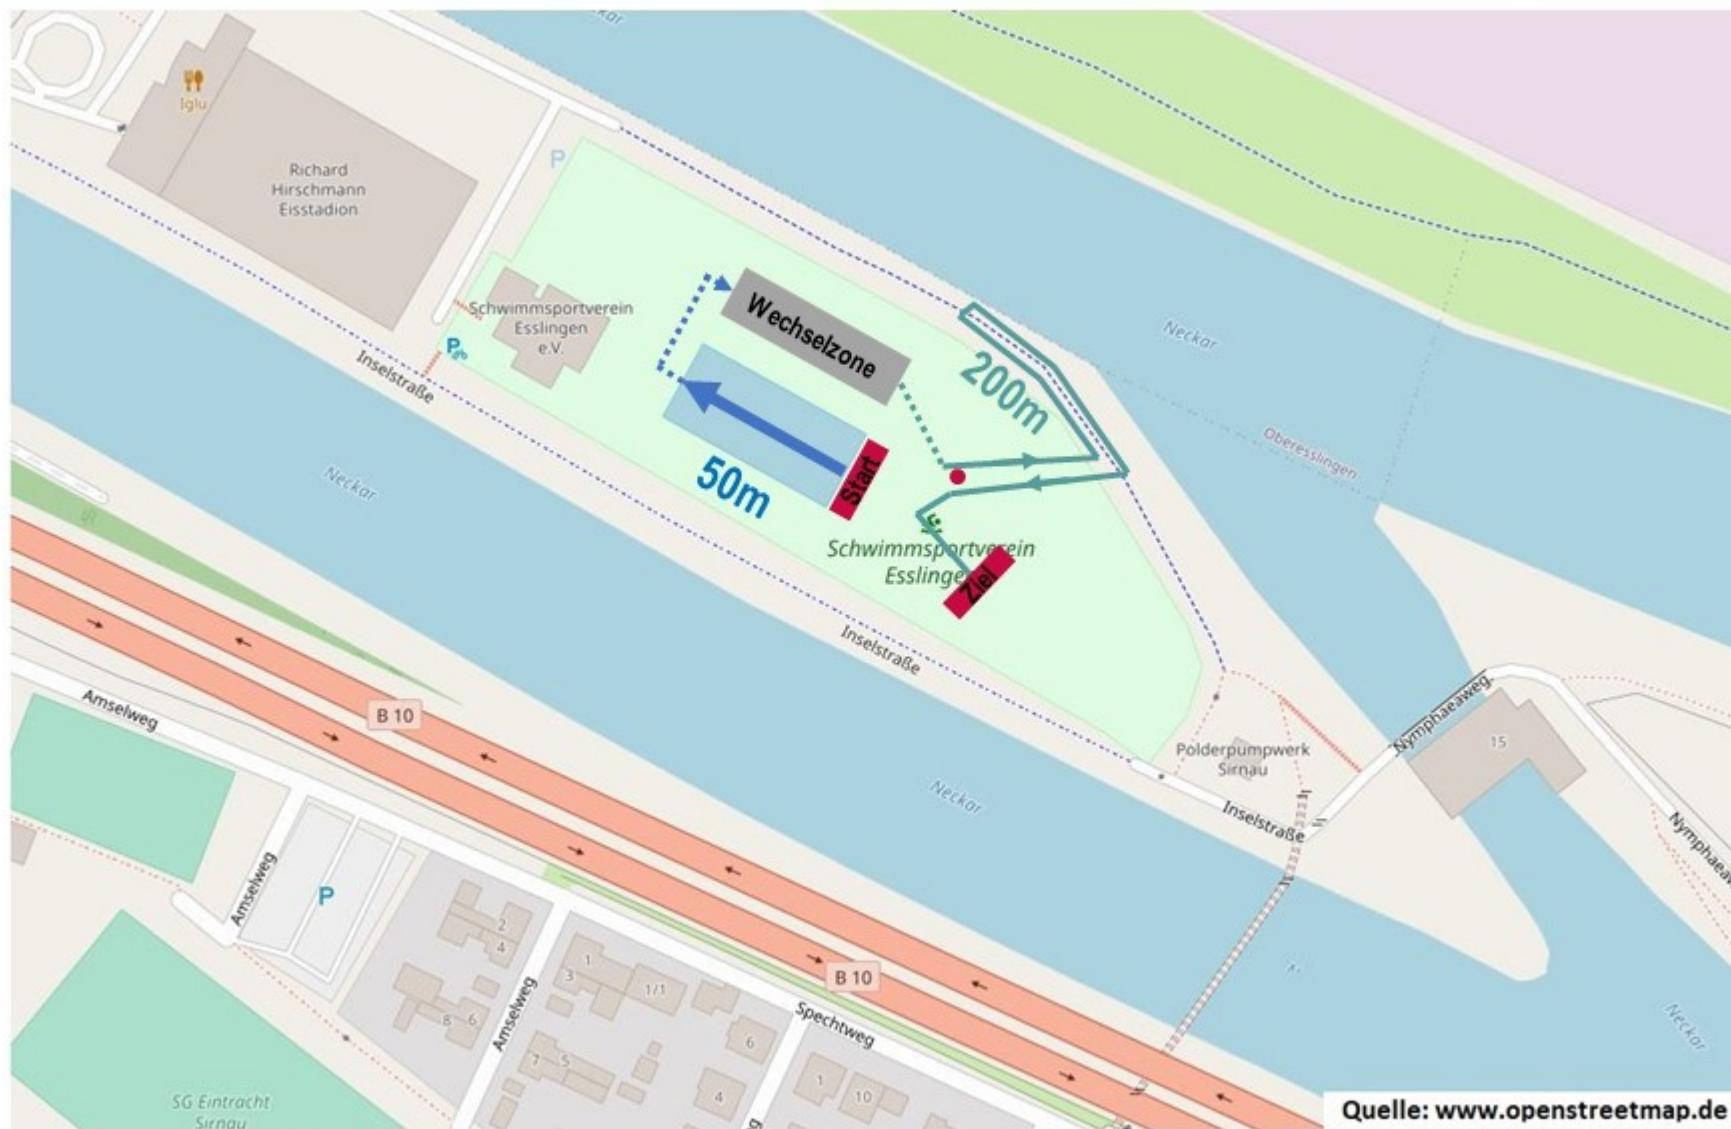 Neckar
Iglu
P
Richard
Hirschmann
Eisstadion
Wechselzone
Schwimmsportverein
Esslingen
e.V.
Neckar
200m
P
Inselstraße
Oberesslingen
Start
50m
Neckar
Schwimmsportverein
Esslingen
Ziel
Inselstraße
Amselweg
B 10
Nymphaeaweg
15
Polderpumpwerk
Sirnau
Neckar
Inselstraße
Nymphaeaw
Amselweg
P
2
4
1
3
1/1
B 10
8
6
Amselweg
Spechtweg
6
7
5
4
1
10
Neckar
SG Eintracht
Sirnau
Quelle: www.openstreetmap.de